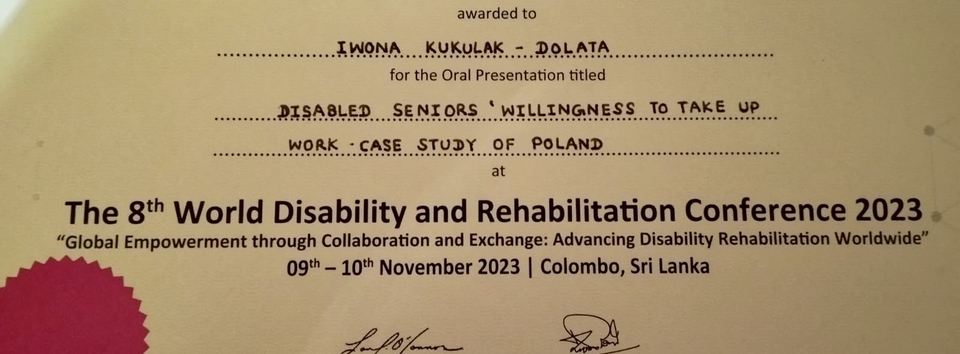 awarded to
IWONA KUKULAK - DOLATA
for the Oral Presentation titled
DISABLED SENIORS ' WILLINGNESS TO TAKE UP
WORK - CASE STUDY OF POLAND
at
The 8th World Disability and Rehabilitation Conference 2023
“Global Empowerment through Collaboration and Exchange: Advancing Disability Rehabilitation Worldwide”
09th – 10th November 2023 | Colombo, Sri Lanka